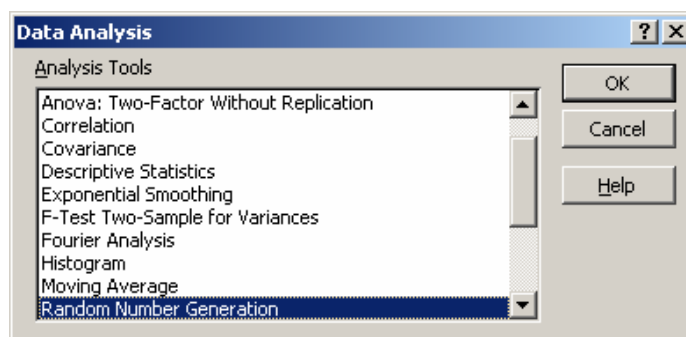 Data Analysis
Analysis Tools
Anova: Two-Factor Without Replication
Correlation
Covariance
Descriptive Statistics
Exponential Smoothing
F-Test Two-Sample for Variances
Fourier Analysis
Histogram
Moving Average
Random Number Generation
OK
Cancel
Help